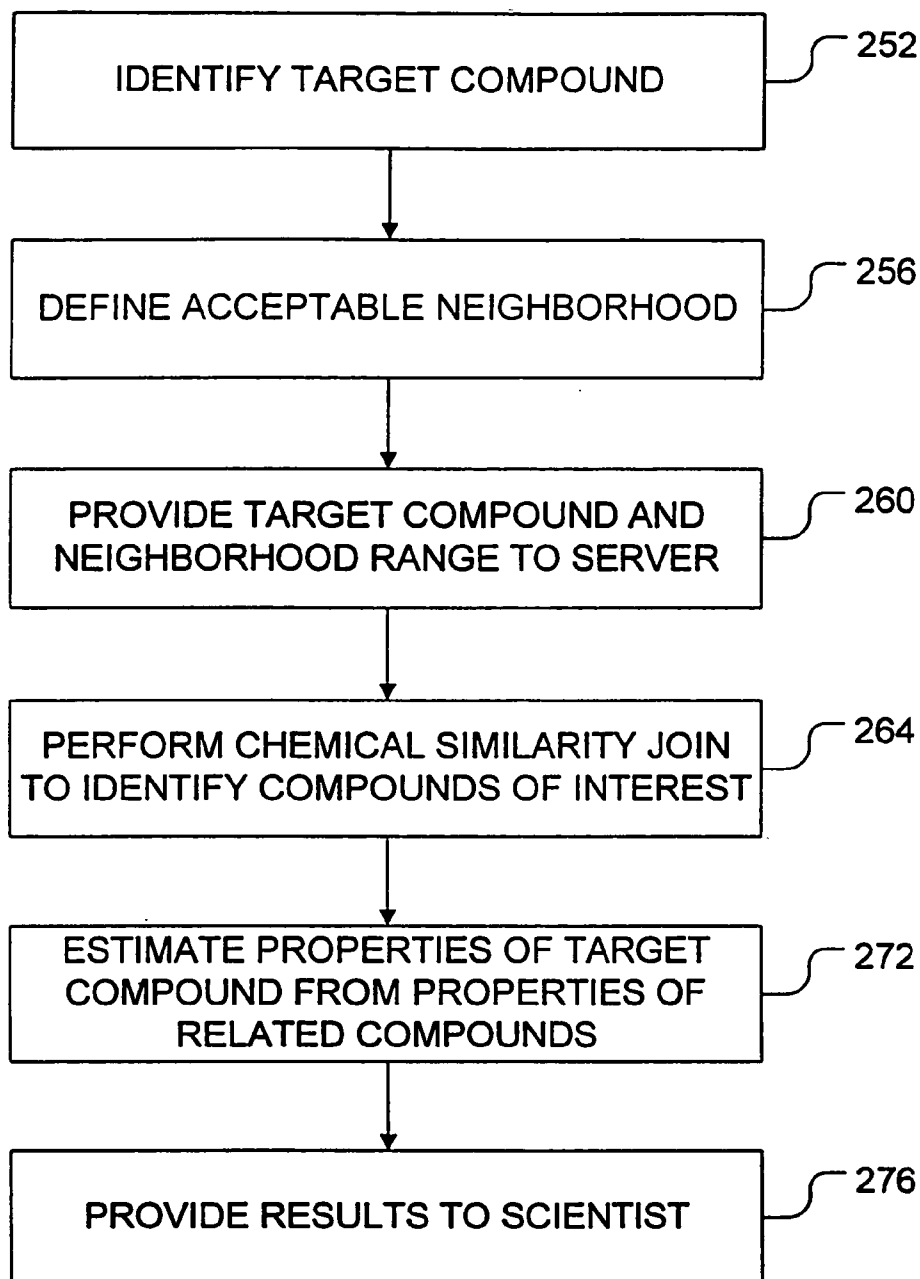 252
IDENTIFY TARGET COMPOUND
256
DEFINE ACCEPTABLE NEIGHBORHOOD
260
PROVIDE TARGET COMPOUND AND
NEIGHBORHOOD RANGE TO SERVER
264
PERFORM CHEMICAL SIMILARITY JOIN
TO IDENTIFY COMPOUNDS OF INTEREST
272
ESTIMATE PROPERTIES OF TARGET
COMPOUND FROM PROPERTIES OF
RELATED COMPOUNDS
276
PROVIDE RESULTS TO SCIENTIST